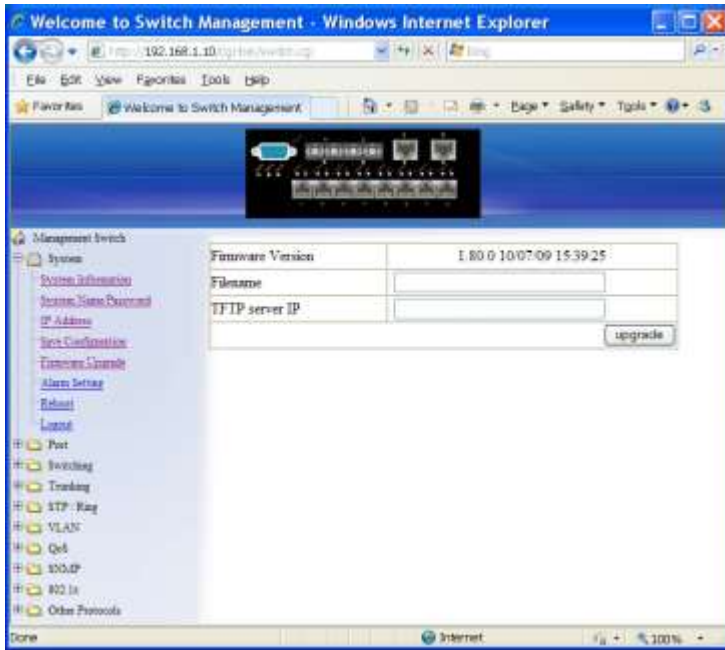 Welcome to Switch Management - Windows Internet Explorer
192.168.1.10
File Edit View Favorites Tools Help
Favorites Welcome to Switch Management Page Safety Tools
Management Switch
System
System Information
System Name/Password
IP Address
Save Configuration
Firmware Upgrade
Alarm Setting
Reboot
Logout
Port
Switching
Trunking
STP / Ring
VLAN
QoS
SNMP
802.1x
Other Protocols
Firmware Version 1.80.0 10/07/09 15:39:25
Filename
TFTP server IP
upgrade
Done Internet 100%